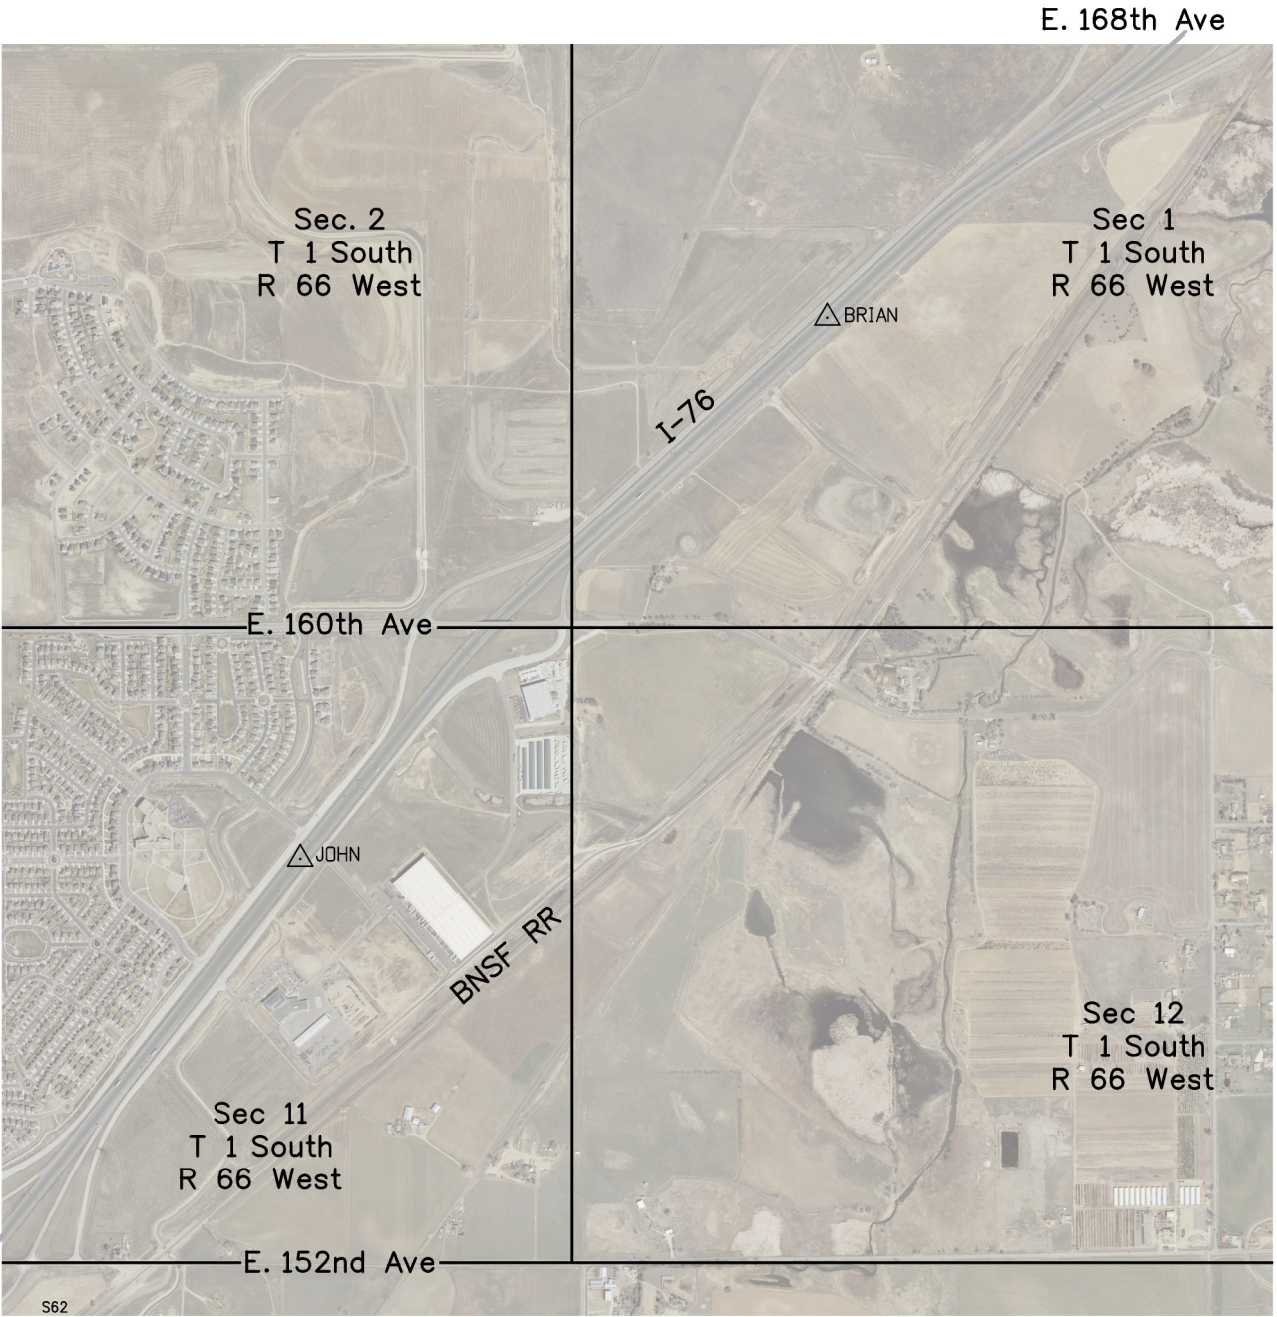 E. 168th Ave
Sec. 2
T 1 South
R 66 West
Sec 1
T 1 South
R 66 West
BRIAN
I-76
E. 160th Ave
JOHN
BNSF RR
Sec 12
T 1 South
R 66 West
Sec 11
T 1 South
R 66 West
E. 152nd Ave
S62